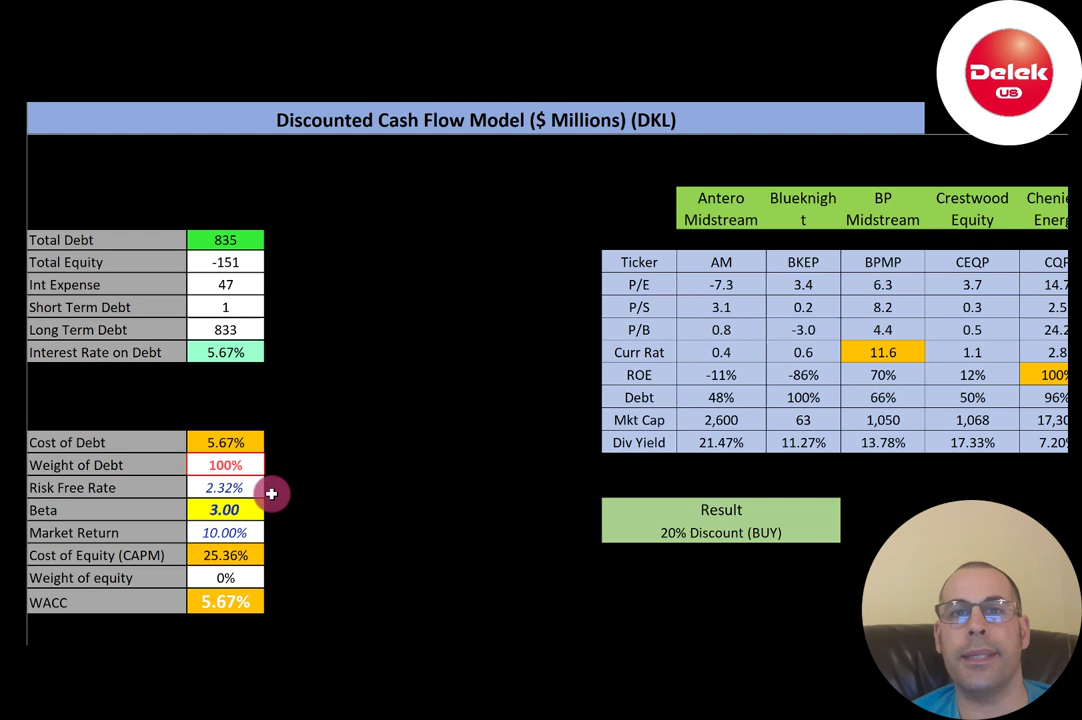 Delek
US
Discounted Cash Flow Model ($ Millions) (DKL)
Total Debt 835
Total Equity -151
Int Expense 47
Short Term Debt 1
Long Term Debt 833
Interest Rate on Debt 5.67%
Cost of Debt 5.67%
Weight of Debt 100%
Risk Free Rate 2.32%
Beta 3.00
Market Return 10.00%
Cost of Equity (CAPM) 25.36%
Weight of equity 0%
WACC 5.67%
Antero Blueknigh BP Crestwood Chenie
Midstream t Midstream Equity Energ
Ticker AM BKEP BPMP CEQP CQP
P/E -7.3 3.4 6.3 3.7 14.7
P/S 3.1 0.2 8.2 0.3 2.5
P/B 0.8 -3.0 4.4 0.5 24.2
Curr Rat 0.4 0.6 11.6 1.1 2.8
ROE -11% -86% 70% 12% 100%
Debt 48% 100% 66% 50% 96%
Mkt Cap 2,600 63 1,050 1,068 17,30
Div Yield 21.47% 11.27% 13.78% 17.33% 7.20%
Result
20% Discount (BUY)